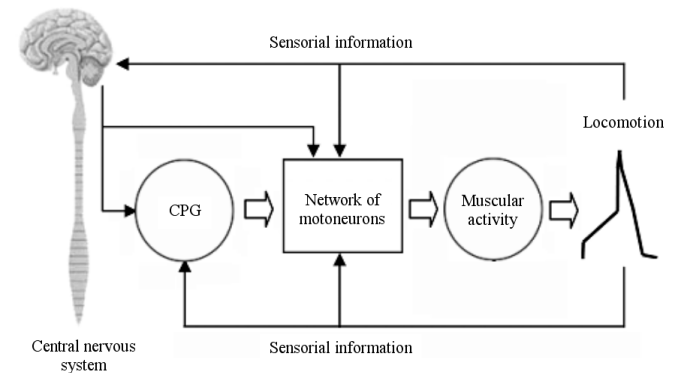 Sensorial information
Locomotion
CPG
Network of
motoneurons
Muscular
activity
Central nervous
system
Sensorial information